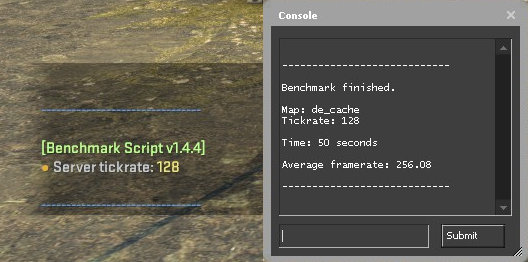 -----------------------------
[Benchmark Script v1.4.4]
• Server tickrate: 128
-----------------------------
Console
----------------------------
Benchmark finished.
Map: de_cache
Tickrate: 128
Time: 50 seconds
Average framerate: 256.08
----------------------------
Submit